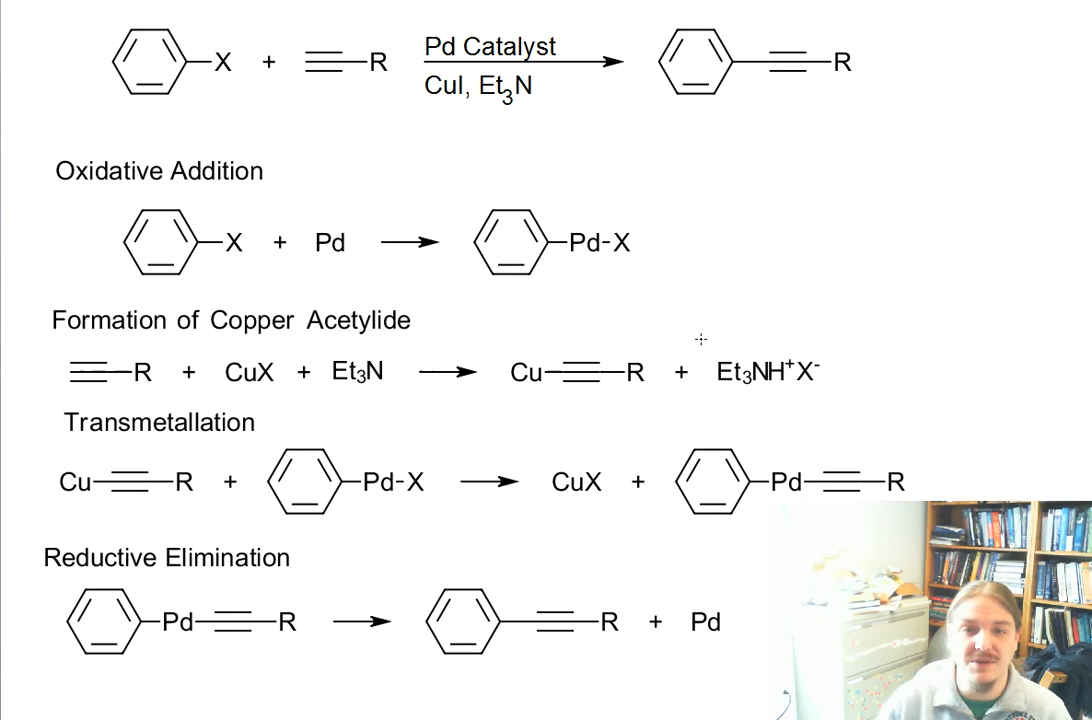 X + R Pd Catalyst R
CuI, Et3N
Oxidative Addition
X + Pd Pd-X
Formation of Copper Acetylide
R + CuX + Et3N Cu R + Et3NH+X-
Transmetallation
Cu R + Pd-X CuX + Pd R
Reductive Elimination
Pd R R + Pd